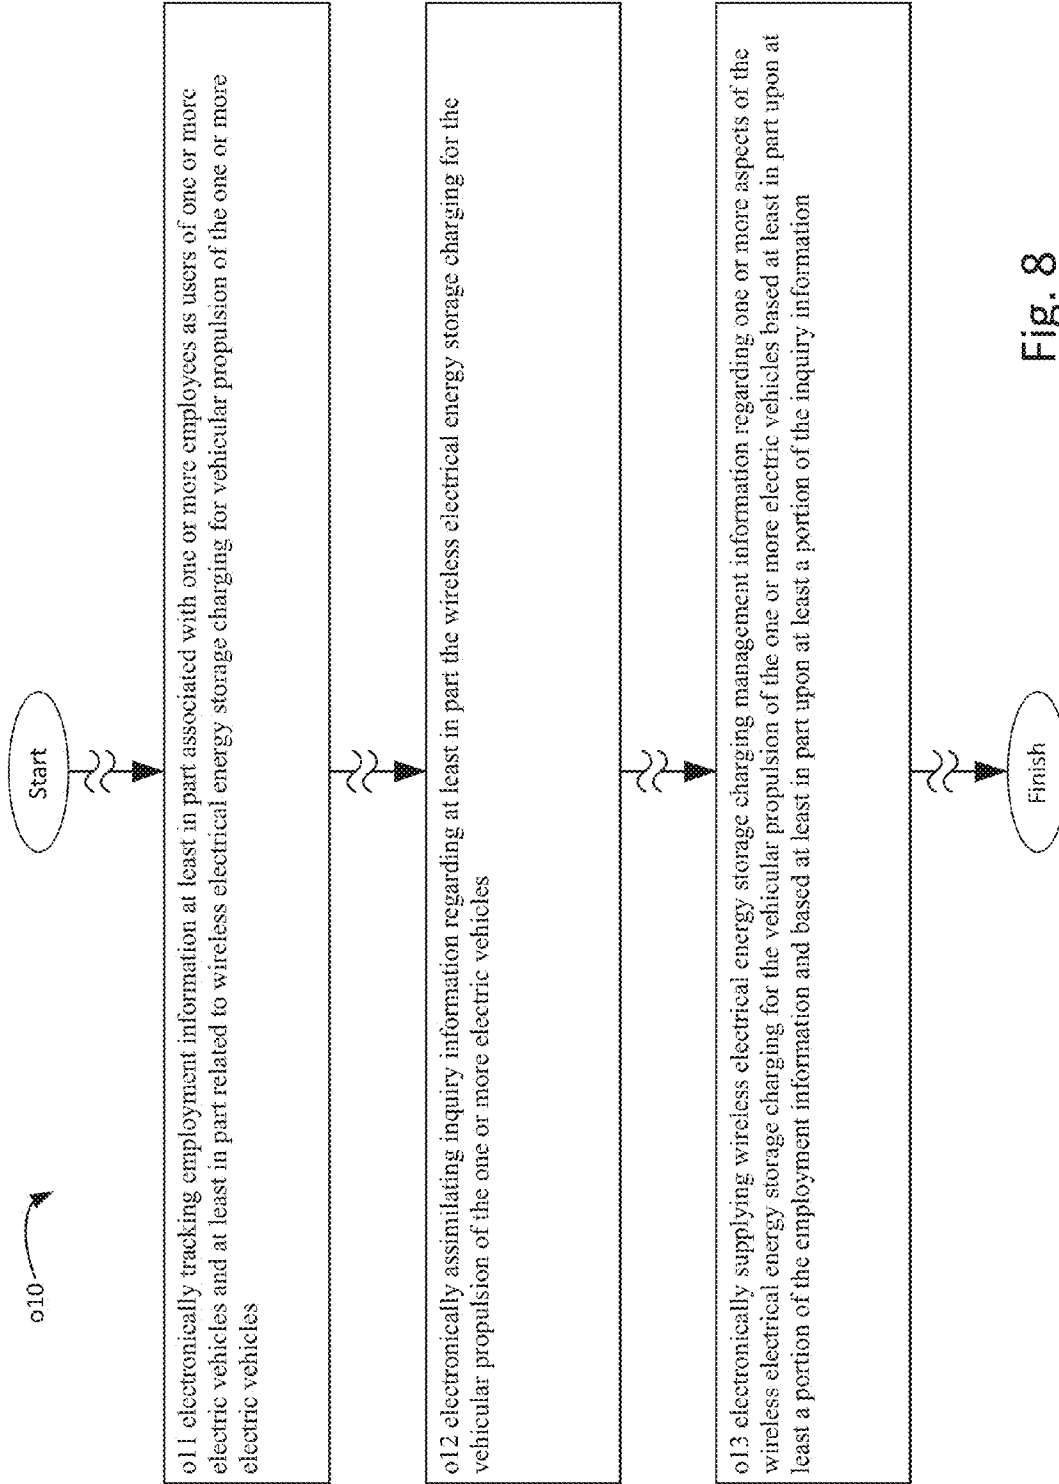 o10
Start
o11 electronically tracking employment information at least in part associated with one or more employees as users of one or more
electric vehicles and at least in part related to wireless electrical energy storage charging for vehicular propulsion of the one or more
electric vehicles
o12 electronically assimilating inquiry information regarding at least in part the wireless electrical energy storage charging for the
vehicular propulsion of the one or more electric vehicles
o13 electronically supplying wireless electrical energy storage charging management information regarding one or more aspects of the
wireless electrical energy storage charging for the vehicular propulsion of the one or more electric vehicles based at least in part upon at
least a portion of the employment information and based at least in part upon at least a portion of the inquiry information
Finish
Fig. 8